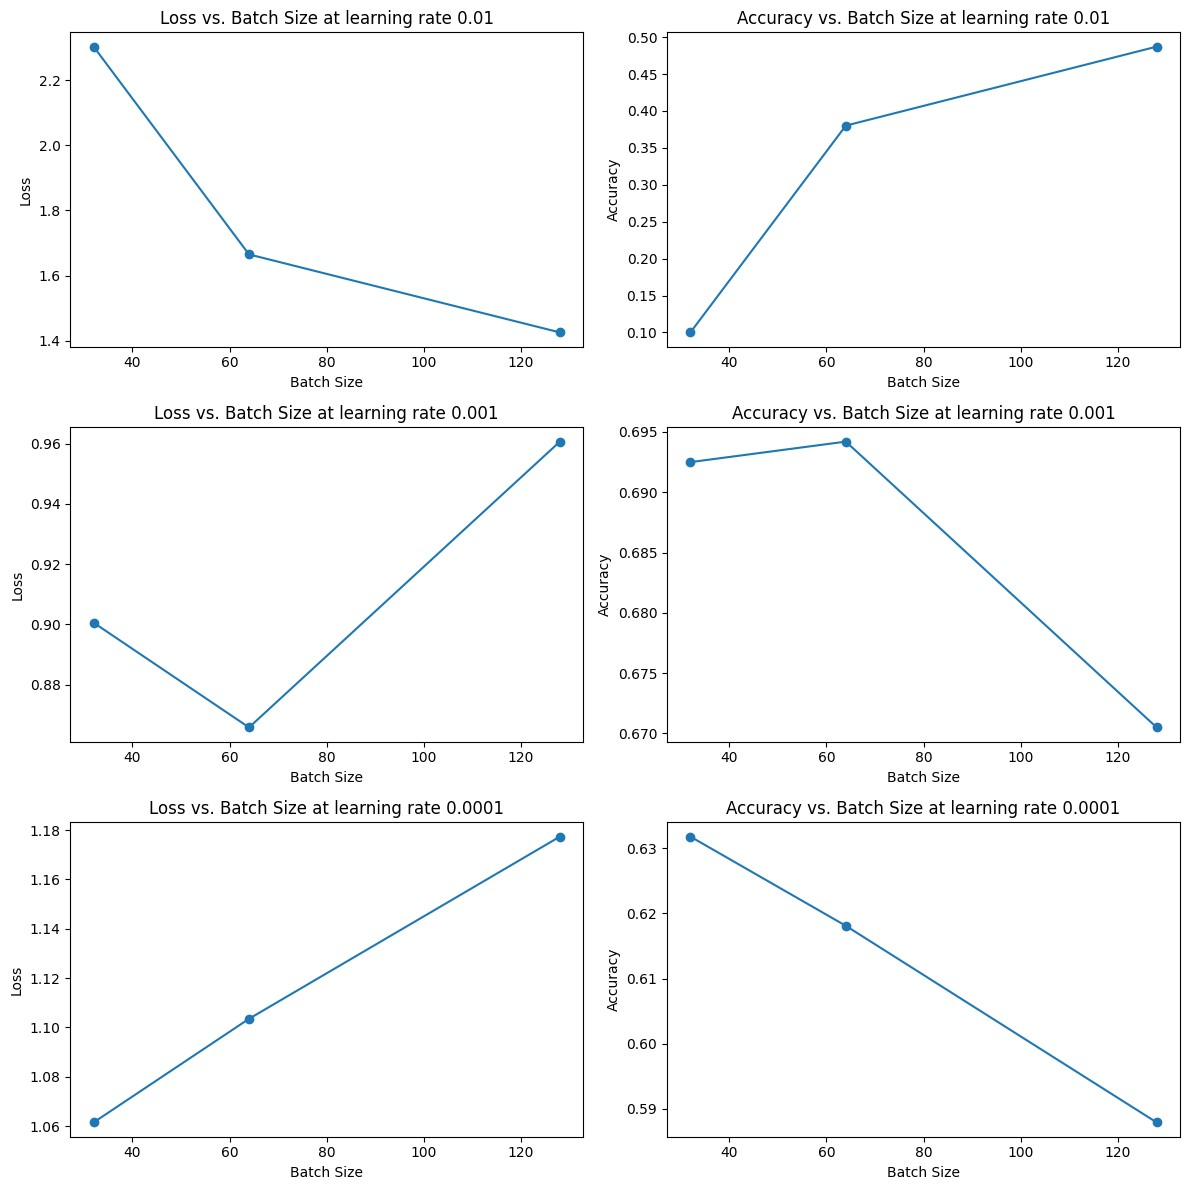 Loss vs. Batch Size at learning rate 0.01
2.2
2.0
1.8
1.6
1.4
Loss
40 60 80 100 120
Batch Size
Accuracy vs. Batch Size at learning rate 0.01
0.50
0.45
0.40
0.35
0.30
0.25
0.20
0.15
0.10
Accuracy
40 60 80 100 120
Batch Size
Loss vs. Batch Size at learning rate 0.001
0.96
0.94
0.92
0.90
0.88
Loss
40 60 80 100 120
Batch Size
Accuracy vs. Batch Size at learning rate 0.001
0.695
0.690
0.685
0.680
0.675
0.670
Accuracy
40 60 80 100 120
Batch Size
Loss vs. Batch Size at learning rate 0.0001
1.18
1.16
1.14
1.12
1.10
1.08
1.06
Loss
40 60 80 100 120
Batch Size
Accuracy vs. Batch Size at learning rate 0.0001
0.63
0.62
0.61
0.60
0.59
Accuracy
40 60 80 100 120
Batch Size